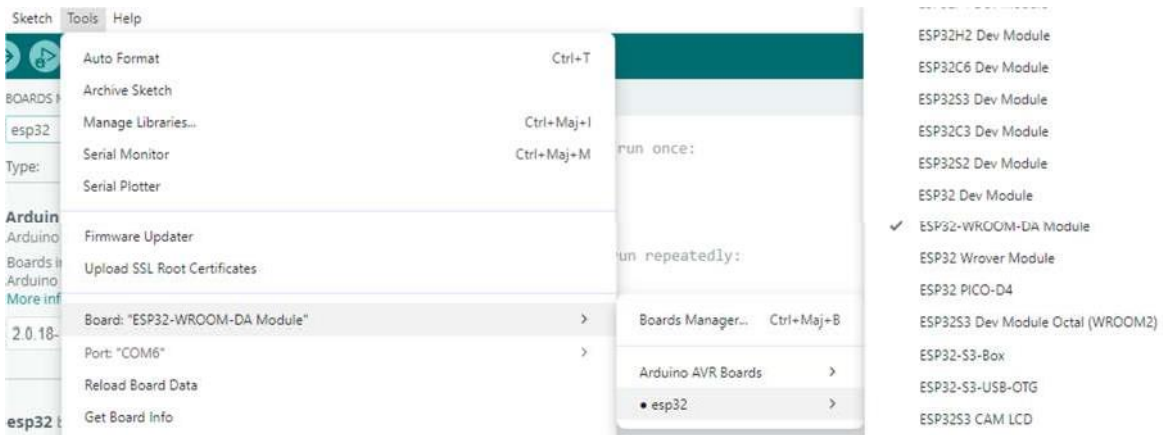 Sketch Tools Help
Auto Format Ctrl+T
Archive Sketch
Manage Libraries... Ctrl+Maj+I
Serial Monitor Ctrl+Maj+M
Serial Plotter
Firmware Updater
Upload SSL Root Certificates
Board: "ESP32-WROOM-DA Module"
Port: "COM6"
Reload Board Data
Get Board Info
BOARDS
esp32
Type:
Arduin
Arduino
Boards i
Arduino
More inf
2.0.18-
esp32
run once:
un repeatedly:
Boards Manager... Ctrl+Maj+B
Arduino AVR Boards
• esp32
ESP32H2 Dev Module
ESP32C6 Dev Module
ESP32S3 Dev Module
ESP32C3 Dev Module
ESP32S2 Dev Module
ESP32 Dev Module
ESP32-WROOM-DA Module
ESP32 Wrover Module
ESP32 PICO-D4
ESP32S3 Dev Module Octal (WROOM2)
ESP32-S3-Box
ESP32-S3-USB-OTG
ESP32S3 CAM LCD